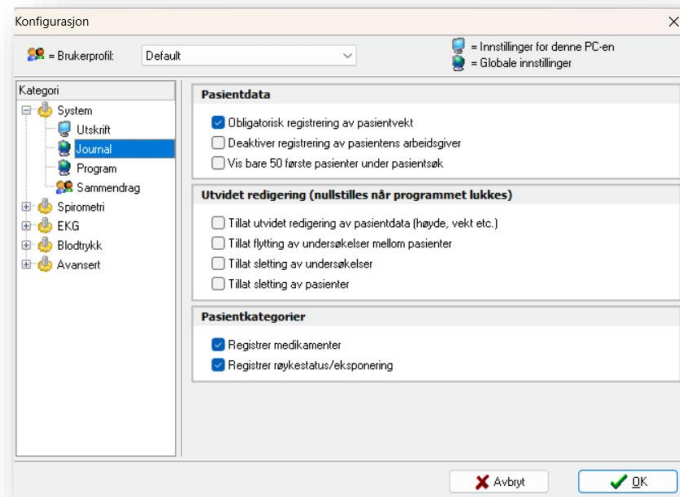 Konfigurasjon
= Brukerprofil:
Default
= Innstillinger for denne PC-en
= Globale innstillinger
Kategori
System
Utskrift
Journal
Program
Sammendrag
Spirometri
EKG
Blodtrykk
Avansert
Pasientdata
Obligatorisk registrering av pasientvekt
Deaktiver registrering av pasientens arbeidsgiver
Vis bare 50 første pasienter under pasientsøk
Utvidet redigering (nullstilles når programmet lukkes)
Tillat utvidet redigering av pasientdata (høyde, vekt etc.)
Tillat flytting av undersøkelser mellom pasienter
Tillat sletting av undersøkelser
Tillat sletting av pasienter
Pasientkategorier
Registrer medikamenter
Registrer røykestatus/eksponering
Avbryt
OK